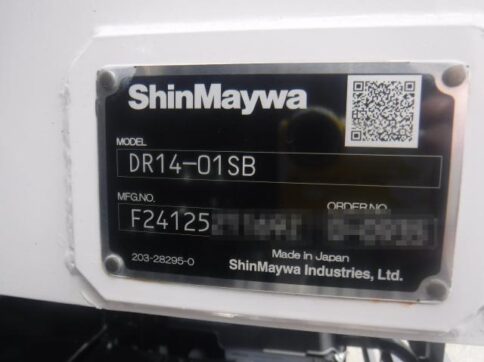 ShinMaywa
MODEL
DR14-01SB
MFG.NO. ORDER NO.
F24125
203-28295-0
Made in Japan
ShinMaywa Industries, Ltd.